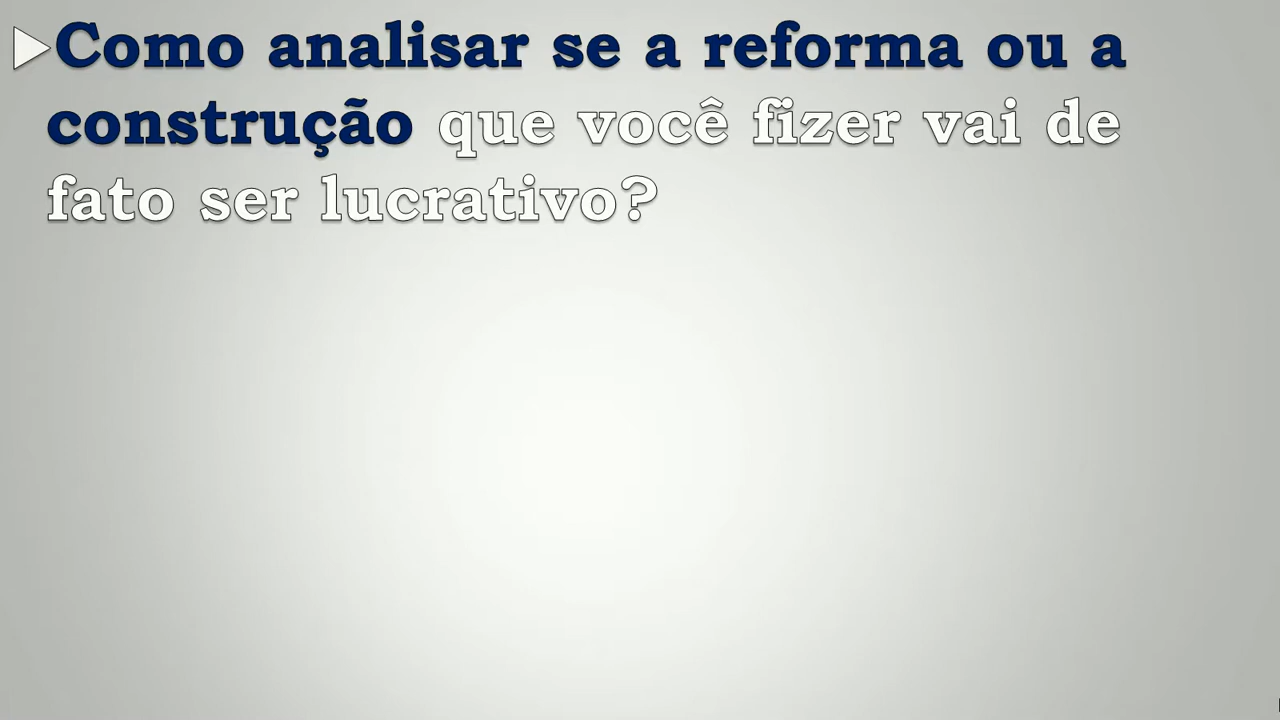 Como analisar se a reforma ou a
construção que você fizer vai de
fato ser lucrativo?